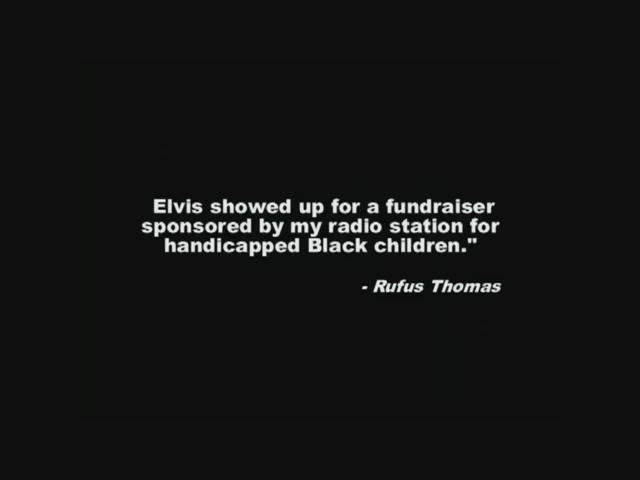 Elvis showed up for a fundraiser
sponsored by my radio station for
handicapped Black children."
- Rufus Thomas